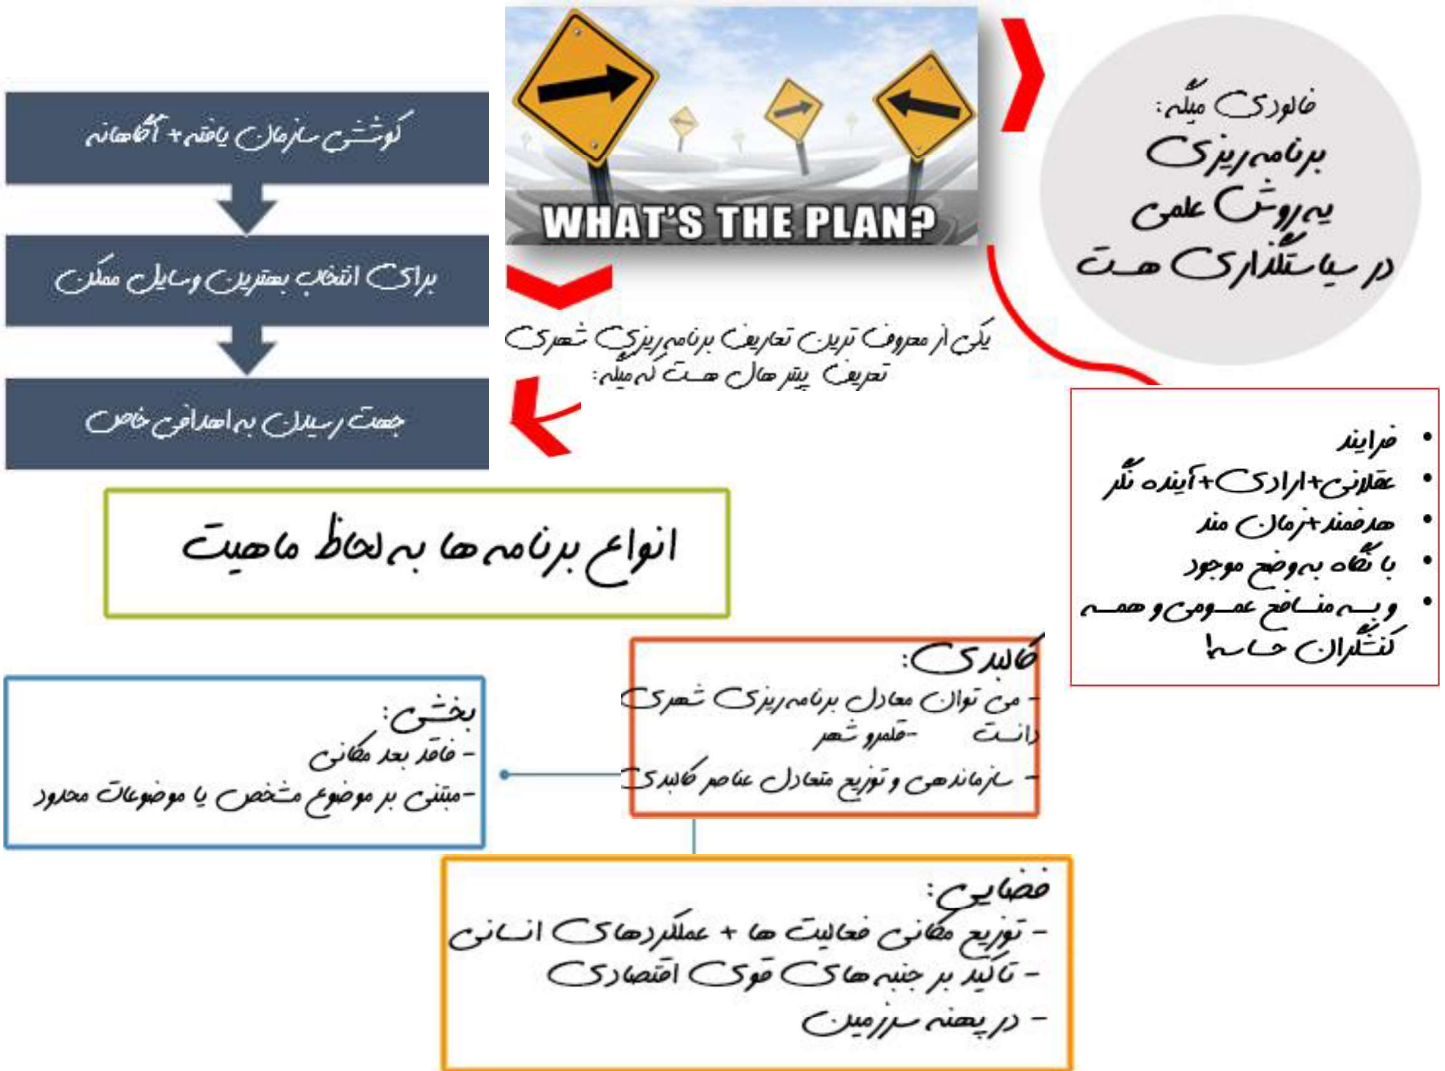 WHAT'S THE PLAN?
فالودی میگه:
برنامه‌ریزی
یه روش علمی
در سیاستگذاری هست
کوششی سازمان یافته + آگاهانه
برای انتخاب بهترین وسایل ممکن
جهت رسیدن به اهدافی خاص
یکی از معروف ترین تعاریف برنامه‌ریزی شهری
تعریف پیتر هال هست که میگه:
• فرایند
• عقلانی+ارادی+آینده نگر
• هدفمند+زمان مند
• با نگاه به وضع موجود
• و به منافع عمومی و همه
کنشگران حساسه!
انواع برنامه ها به لحاظ ماهیت
کالبدی:
- می توان معادل برنامه‌ریزی شهری
دانست -قلمرو شهر
- سازماندهی و توزیع متعادل عناصر کالبدی
بخشی:
- فاقد بعد مکانی
-مبتنی بر موضوع مشخص یا موضوعات محدود
فضایی:
- توزیع مکانی فعالیت ها + عملکردهای انسانی
- تاکید بر جنبه های قوی اقتصادی
- در پهنه سرزمین